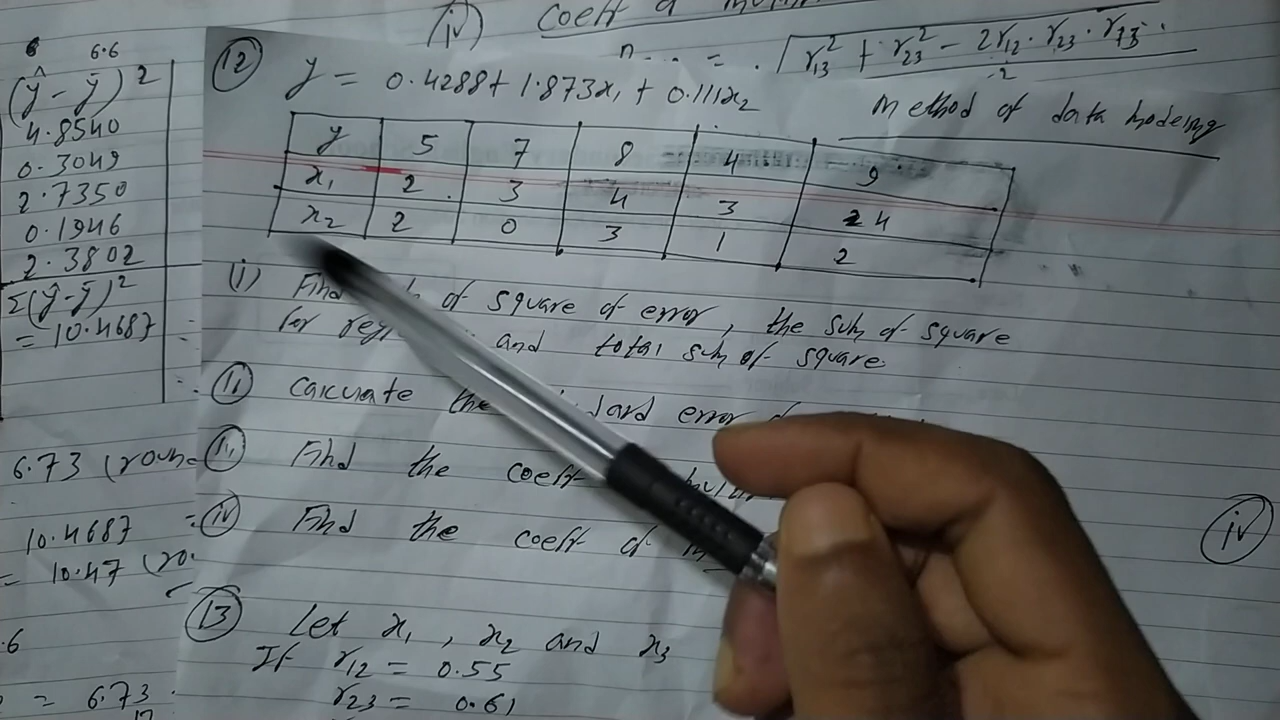 (iv) Coeff of
n = . √ r13² + r23² - 2r12 . r23 . r13 .
6 6.6
(ŷ - ȳ)²
4.8540
0.3049
2.7350
0.1946
2.3802
Σ(ŷ-ȳ)²
= 10.4687
6.73 (roun
10.4687
= 10.47 (ro
.6
= 6.73
⑫ y = 0.4288 + 1.873x₁ + 0.111x₂
method of data modeing
y 5 7 8 4 9
x₁ 2 3 4 3 4
x₂ 2 0 3 1 2
(i) Find of square of error, the sum of square
for and total sum of square.
(ii) Calcuate the error
Find the coeff
(iv) Find the coeff of
⑬ Let x₁, x₂ and x₃
If r12 = 0.55
r23 = 0.61
(iv)